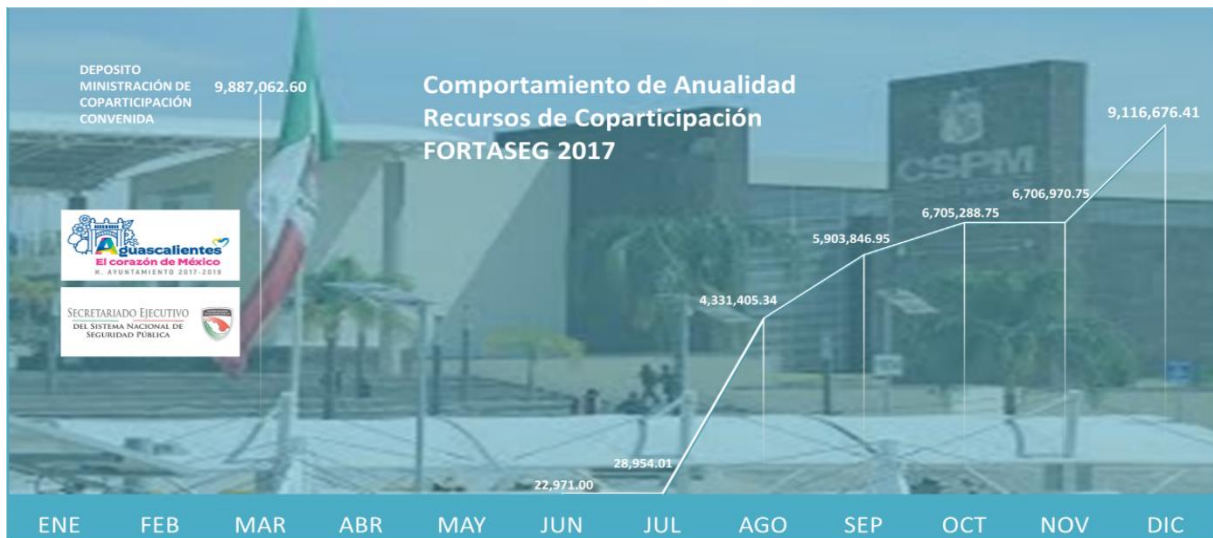 DEPOSITO
MINISTRACIÓN DE
COPARTICIPACIÓN
CONVENIDA
9,887,062.60
Comportamiento de Anualidad
Recursos de Coparticipación
FORTASEG 2017
CSPM
9,116,676.41
6,706,970.75
6,705,288.75
5,903,846.95
4,331,405.34
28,954.01
22,971.00
Aguascalientes
El corazón de México
H. AYUNTAMIENTO 2017-2019
SECRETARIADO EJECUTIVO
DEL SISTEMA NACIONAL DE
SEGURIDAD PÚBLICA
ENE FEB MAR ABR MAY JUN JUL AGO SEP OCT NOV DIC